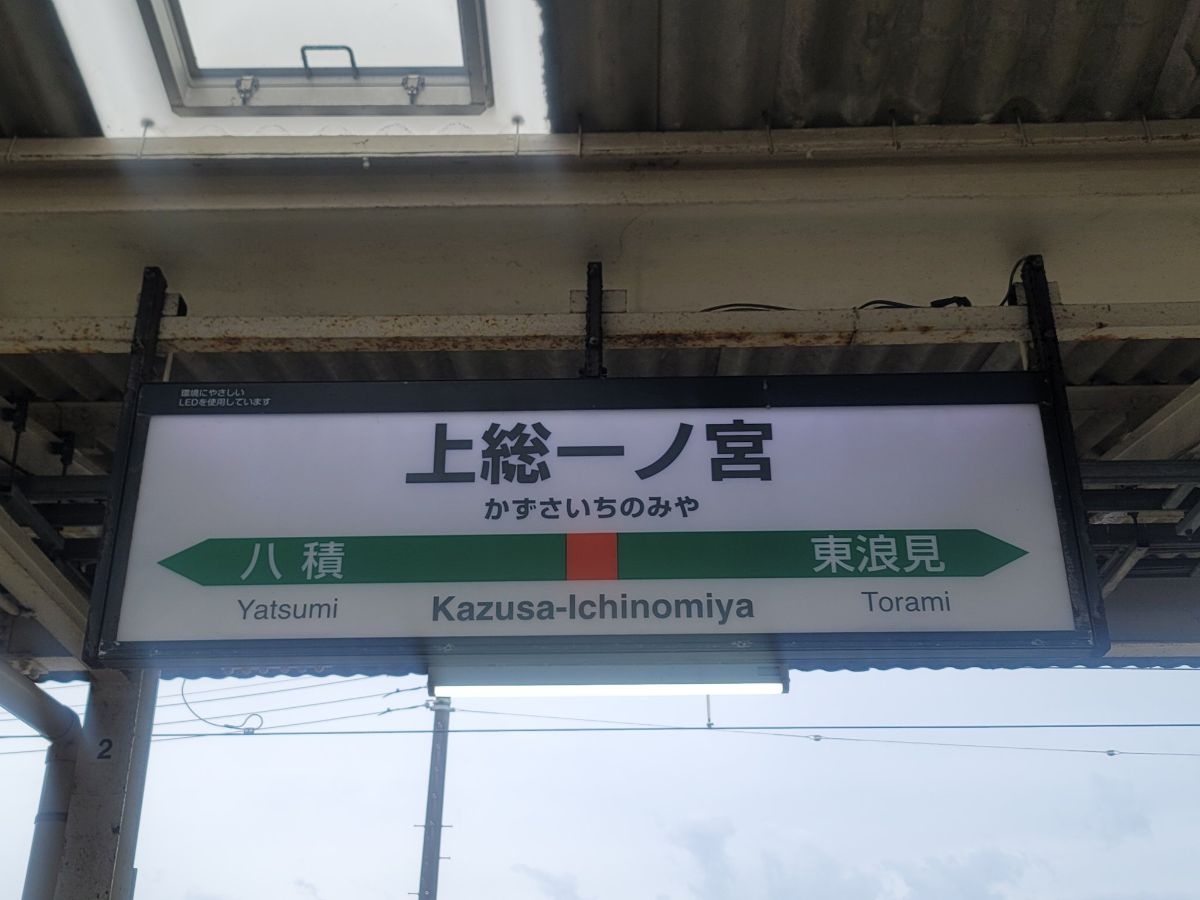 環境にやさしい
LEDを使用しています
上総一ノ宮
かずさいちのみや
八積 東浪見
Yatsumi Kazusa-Ichinomiya Torami
2